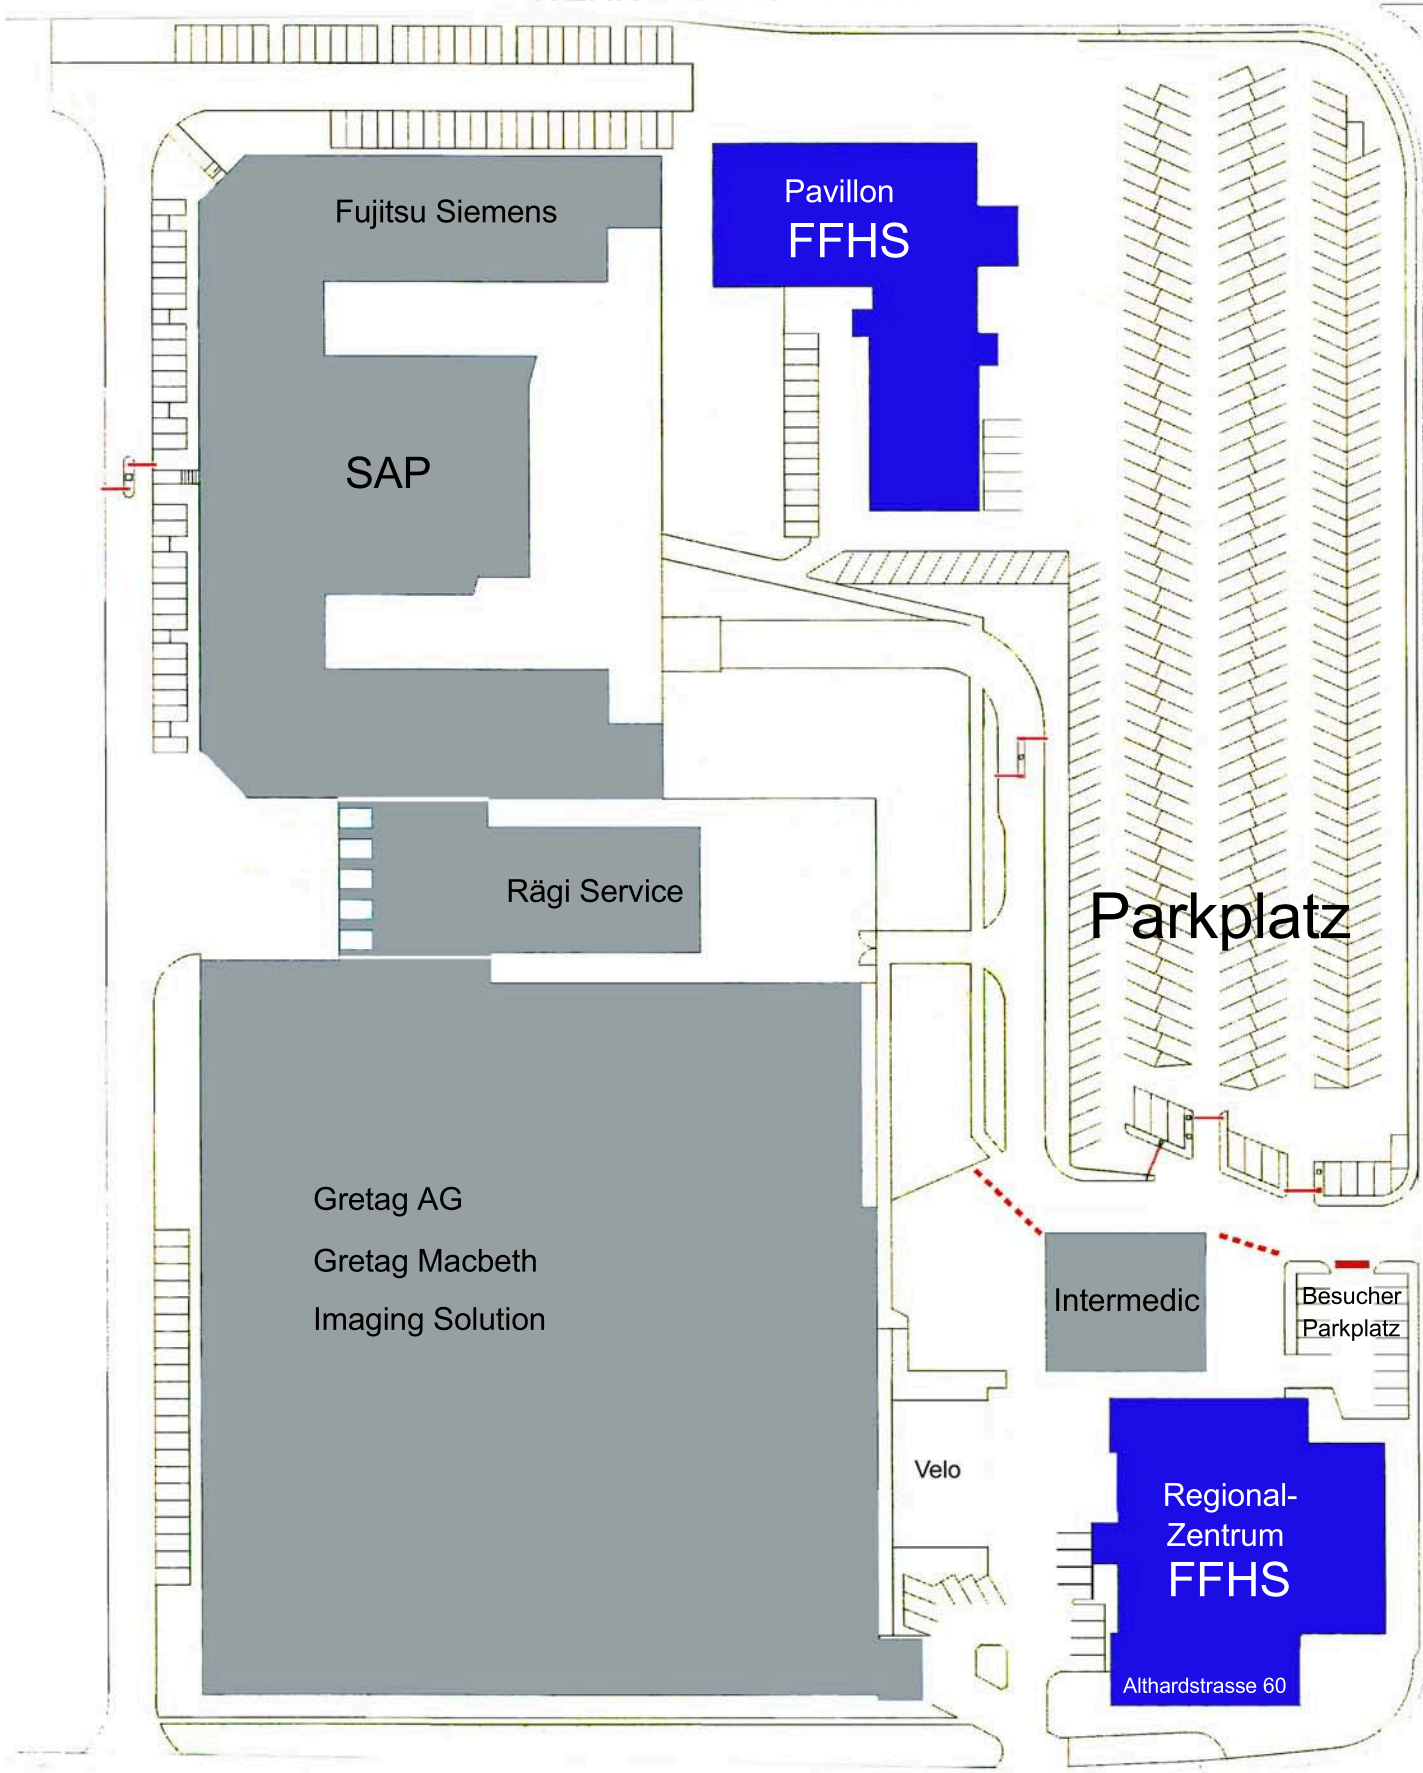 Pavillon
FFHS
Fujitsu Siemens
SAP
Rägi Service
Parkplatz
Gretag AG
Gretag Macbeth
Imaging Solution
Intermedic
Besucher
Parkplatz
Velo
Regional-
Zentrum
FFHS
Althardstrasse 60